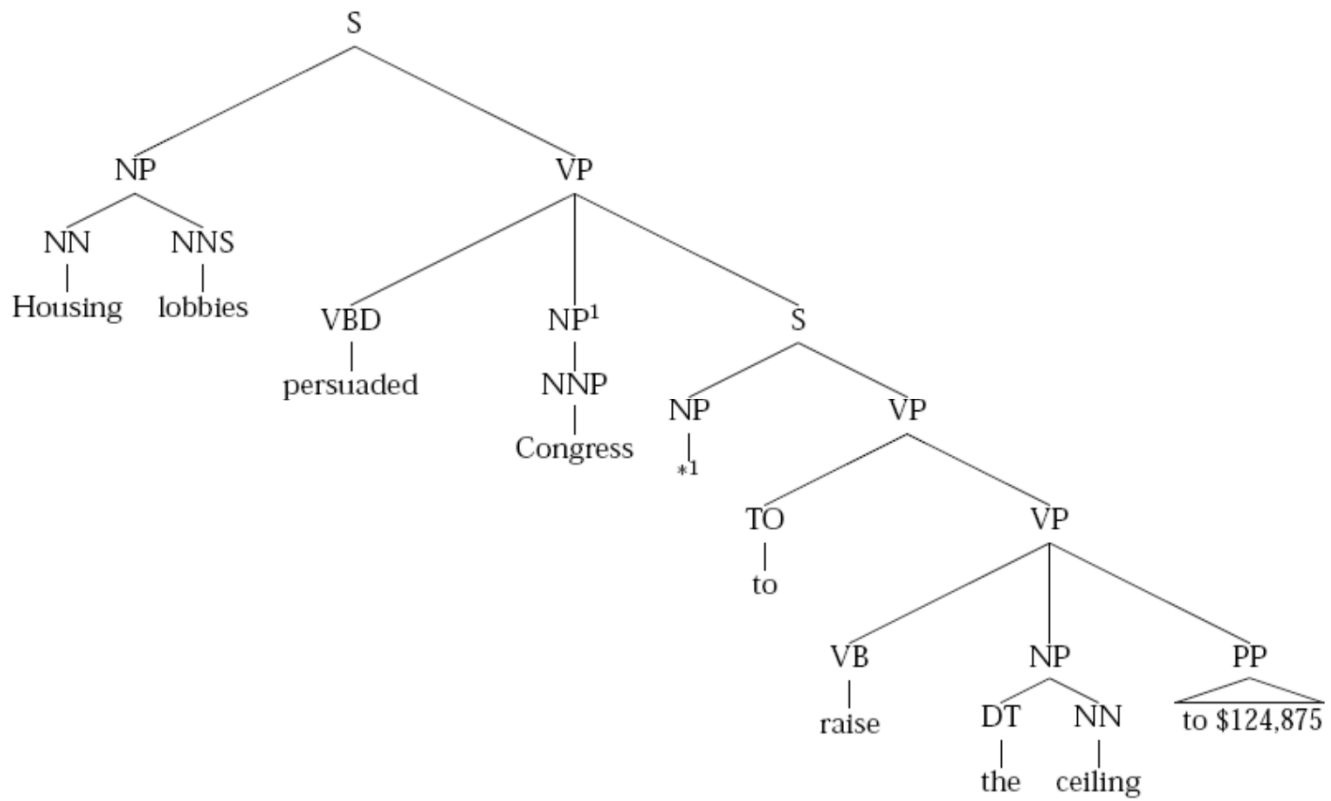 S
NP VP
NN NNS
Housing lobbies
VBD NP¹ S
persuaded NNP
Congress
NP VP
*¹
TO VP
to
VB NP PP
raise DT NN to $124,875
the ceiling